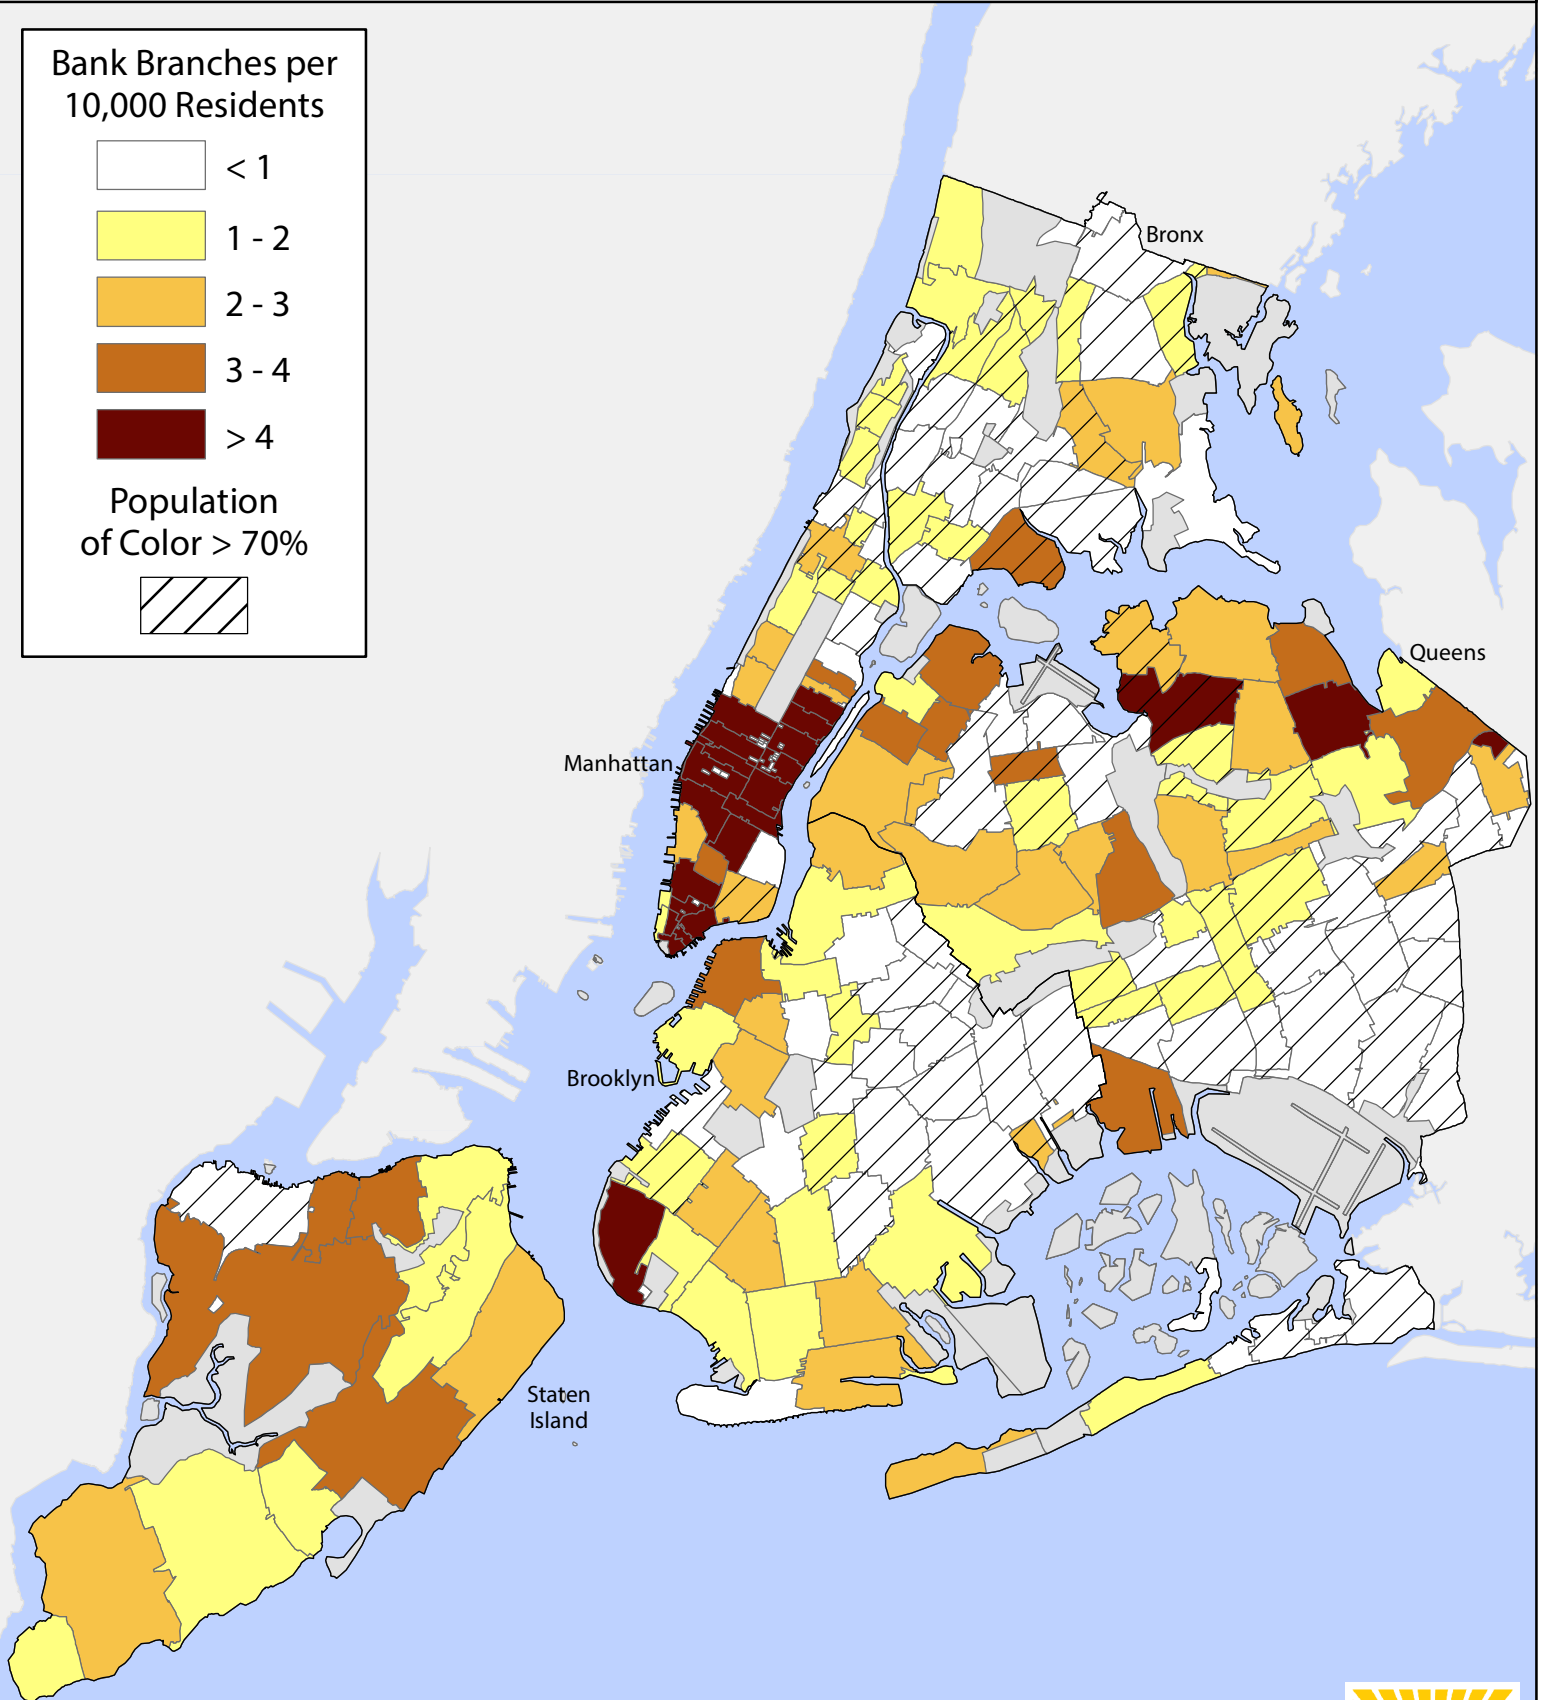 Bank Branches per
10,000 Residents
< 1
1 - 2
2 - 3
3 - 4
> 4
Population
of Color > 70%
Bronx
Queens
Manhattan
Brooklyn
Staten
Island